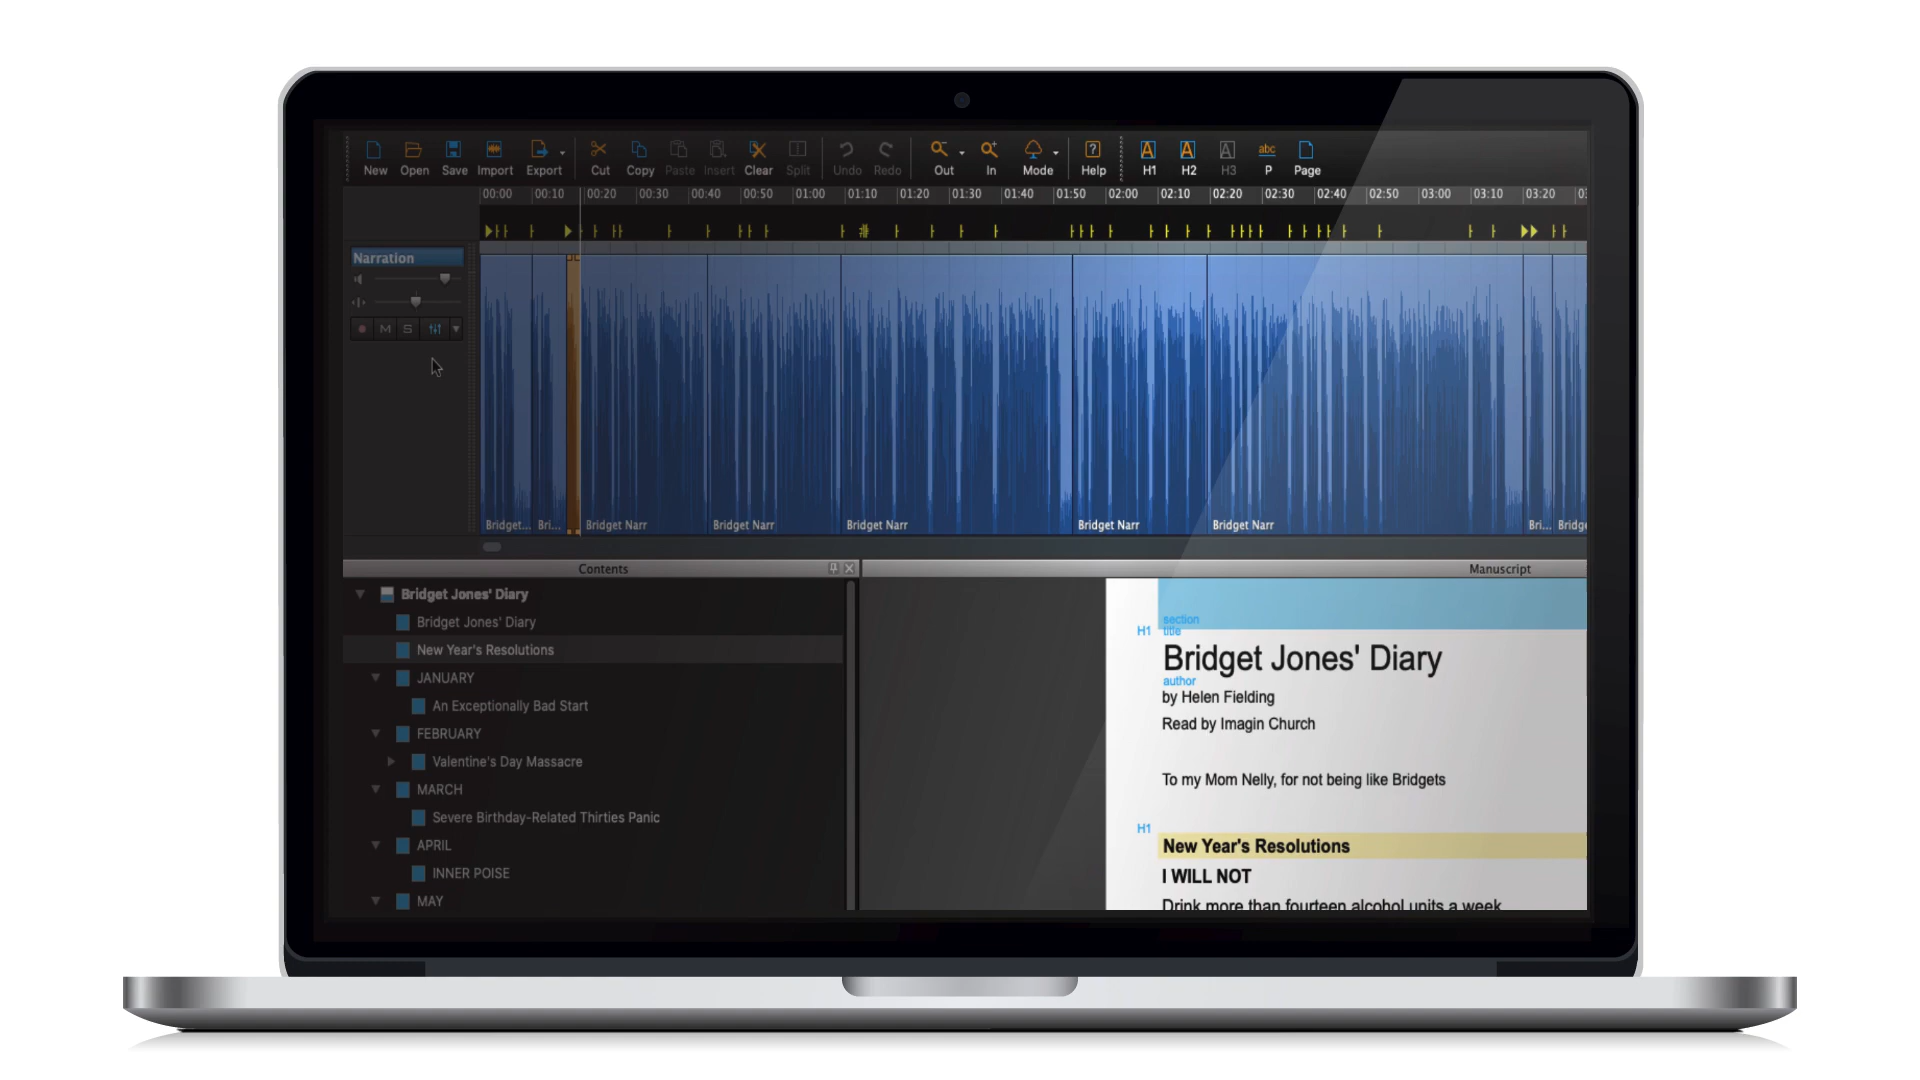 New Open Save Import Export Cut Copy Paste Insert Clear Split Undo Redo Out In Mode Help H1 H2 H3 abc P Page
00:00 00:10 00:20 00:30 00:40 00:50 01:00 01:10 01:20 01:30 01:40 01:50 02:00 02:10 02:20 02:30 02:40 02:50 03:00 03:10 03:20
Narration
M S
Bridget... Bri... Bridget Narr Bridget Narr Bridget Narr Bridget Narr Bridget Narr Bri... Bridge
Contents
Bridget Jones' Diary
Bridget Jones' Diary
New Year's Resolutions
JANUARY
An Exceptionally Bad Start
FEBRUARY
Valentine's Day Massacre
MARCH
Severe Birthday-Related Thirties Panic
APRIL
INNER POISE
MAY
Manuscript
section
H1 title
Bridget Jones' Diary
author
by Helen Fielding
Read by Imagin Church
To my Mom Nelly, for not being like Bridgets
H1
New Year's Resolutions
I WILL NOT
Drink more than fourteen alcohol units a week